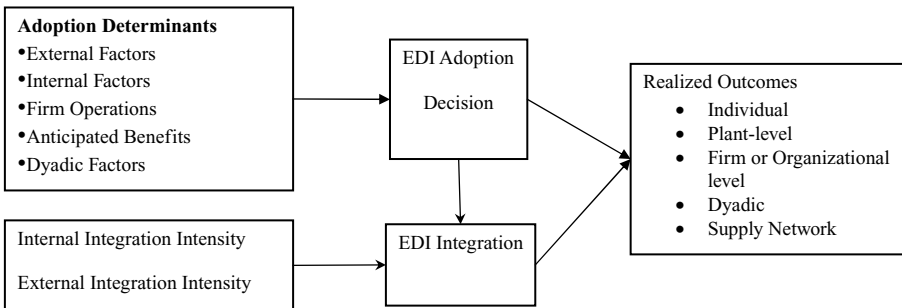 Adoption Determinants
•External Factors
•Internal Factors
•Firm Operations
•Anticipated Benefits
•Dyadic Factors
EDI Adoption
Decision
Realized Outcomes
• Individual
• Plant-level
• Firm or Organizational
level
• Dyadic
• Supply Network
Internal Integration Intensity
External Integration Intensity
EDI Integration